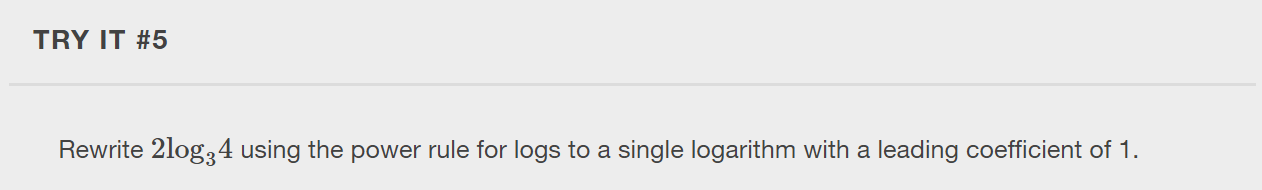 TRY IT #5
Rewrite 2log₃4 using the power rule for logs to a single logarithm with a leading coefficient of 1.